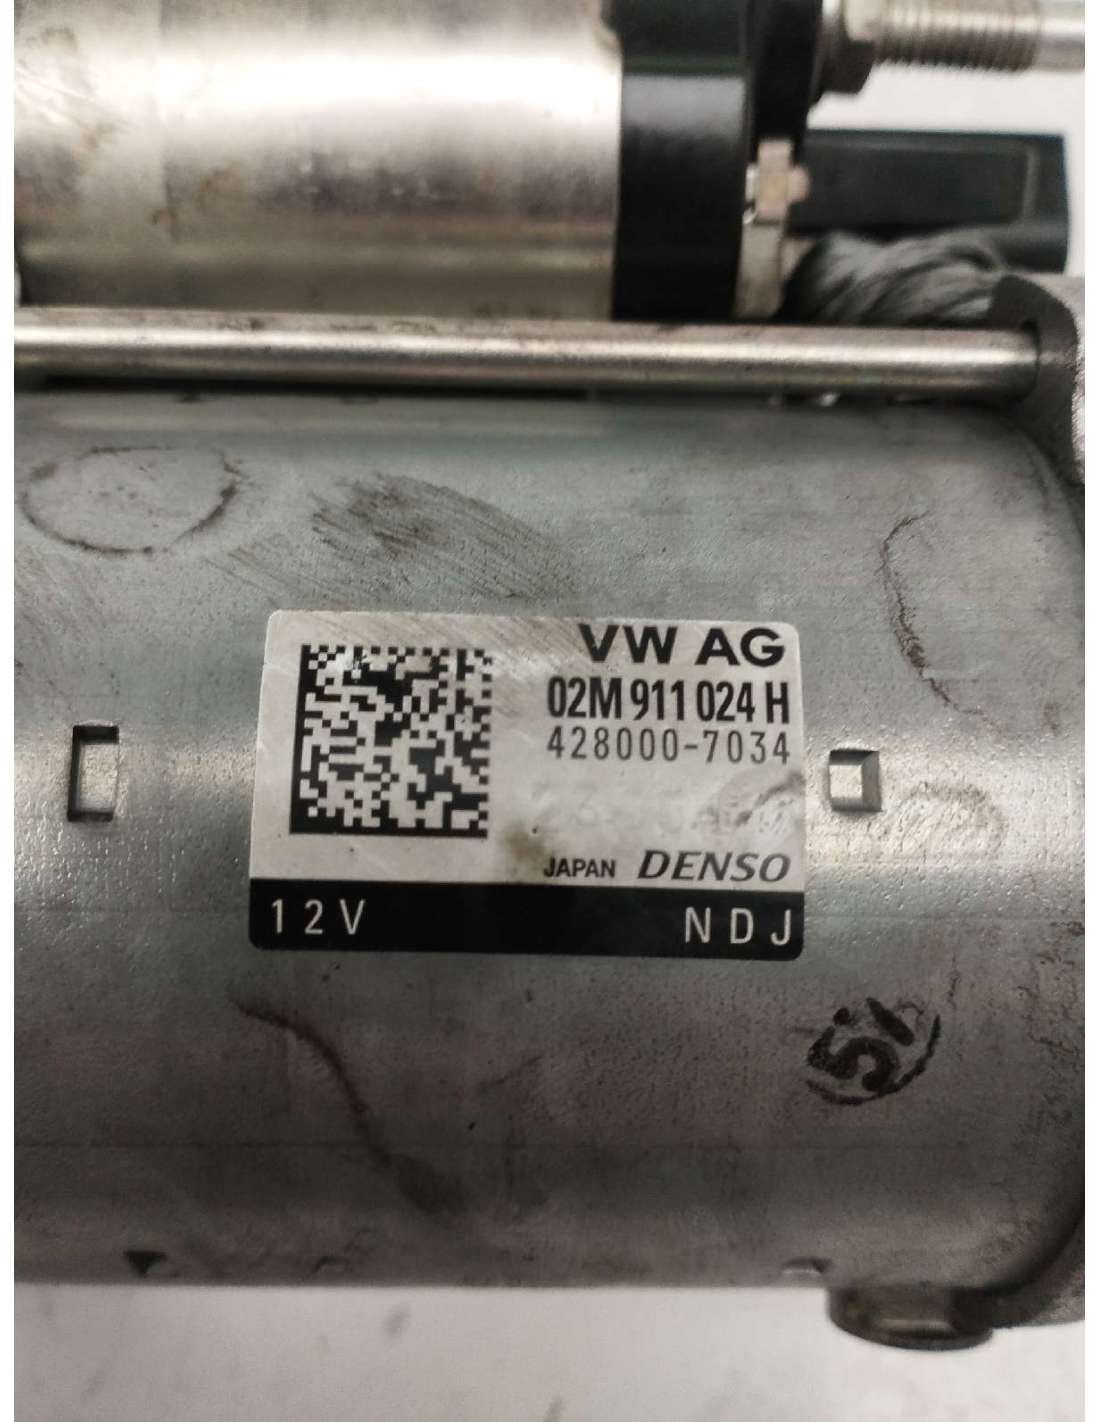 VW AG
02M 911 024 H
428000-7034
JAPAN DENSO
12V NDJ